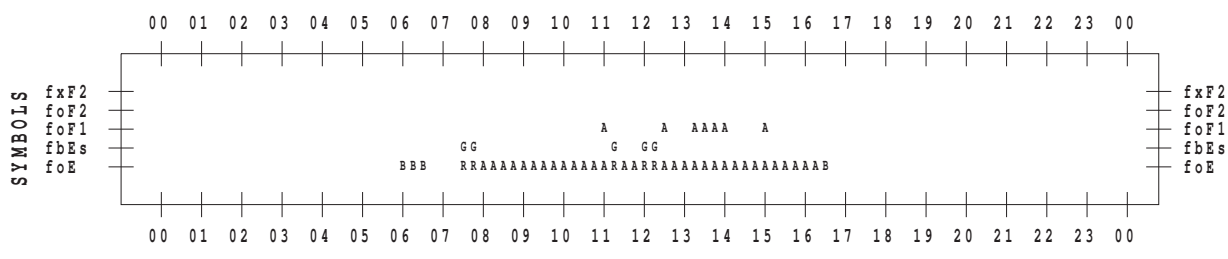 00 01 02 03 04 05 06 07 08 09 10 11 12 13 14 15 16 17 18 19 20 21 22 23 00
SYMBOLS
fxF2 fxF2
foF2 foF2
foF1 A A AAAA A foF1
fbEs GG G GG fbEs
foE BBB RRAAAAAAAAAAAAARAARRAAAAAAAAAAAAAAAAB foE
00 01 02 03 04 05 06 07 08 09 10 11 12 13 14 15 16 17 18 19 20 21 22 23 00